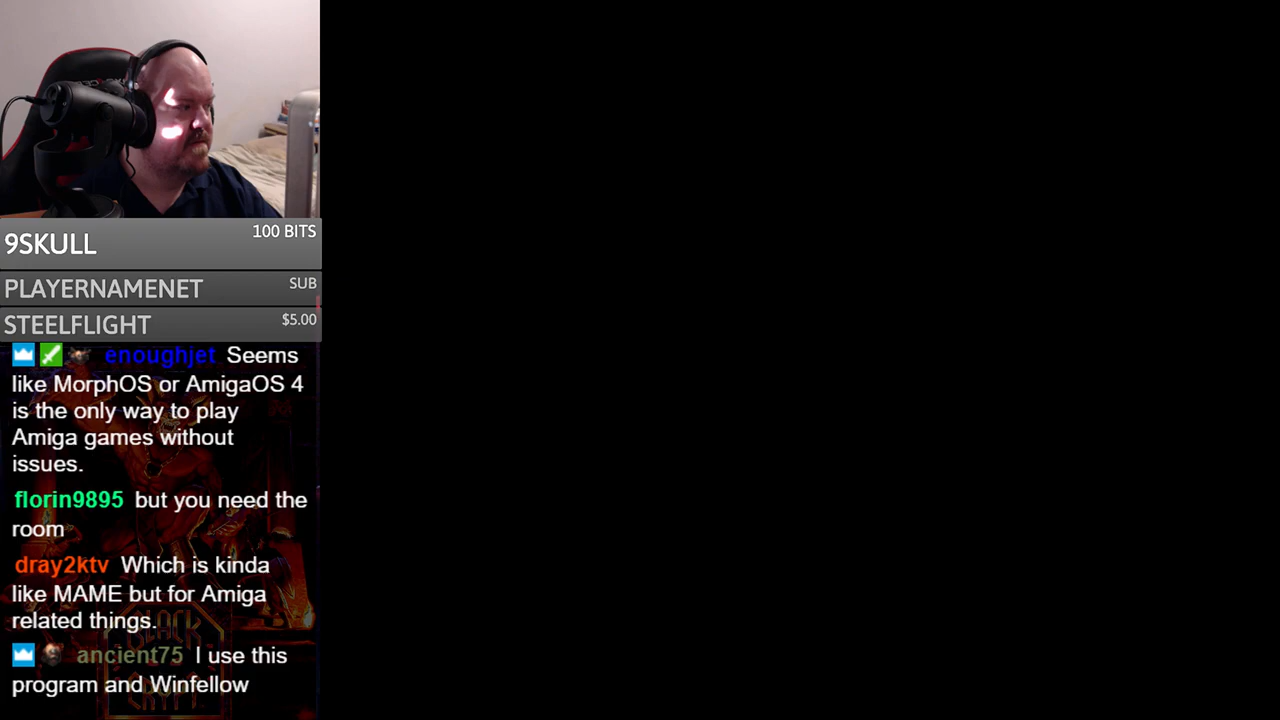 9SKULL
100 BITS
PLAYERNAMENET
SUB
STEELFLIGHT
$5.00
enoughjet Seems
like MorphOS or AmigaOS 4
is the only way to play
Amiga games without
issues.
florin9895 but you need the
room
dray2ktv Which is kinda
like MAME but for Amiga
related things.
ancient75 I use this
program and Winfellow
BLACK
CRYPT